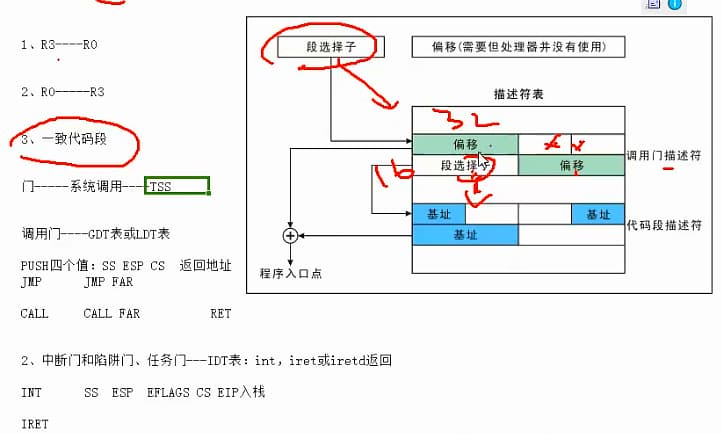 1、R3----R0
2、R0-----R3
3、一致代码段
门-----系统调用----TSS
调用门----GDT表或LDT表
PUSH四个值：SS ESP CS  返回地址
JMP      JMP FAR
CALL     CALL FAR          RET
2、中断门和陷阱门、任务门---IDT表：int，iret或iretd返回
INT      SS  ESP  EFLAGS CS EIP入栈
IRET
段选择子
偏移(需要但处理器并没有使用)
描述符表
32
偏移
段选择子
偏移
调用门描述符
16
基址
基址
代码段描述符
基址
程序入口点